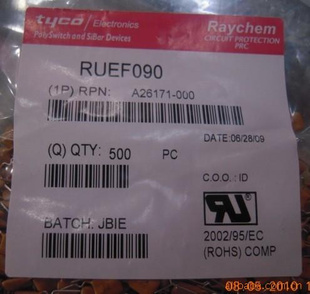 tyco / Electronics
PolySwitch and SiBar Devices
Raychem
CIRCUIT PROTECTION
PRC
RUEF090
(1P) RPN: A26171-000
DATE:06/28/09
(Q) QTY: 500 PC
C.O.O.: ID
BATCH: JBIE
2002/95/EC
(ROHS) COMP
08 05 2010